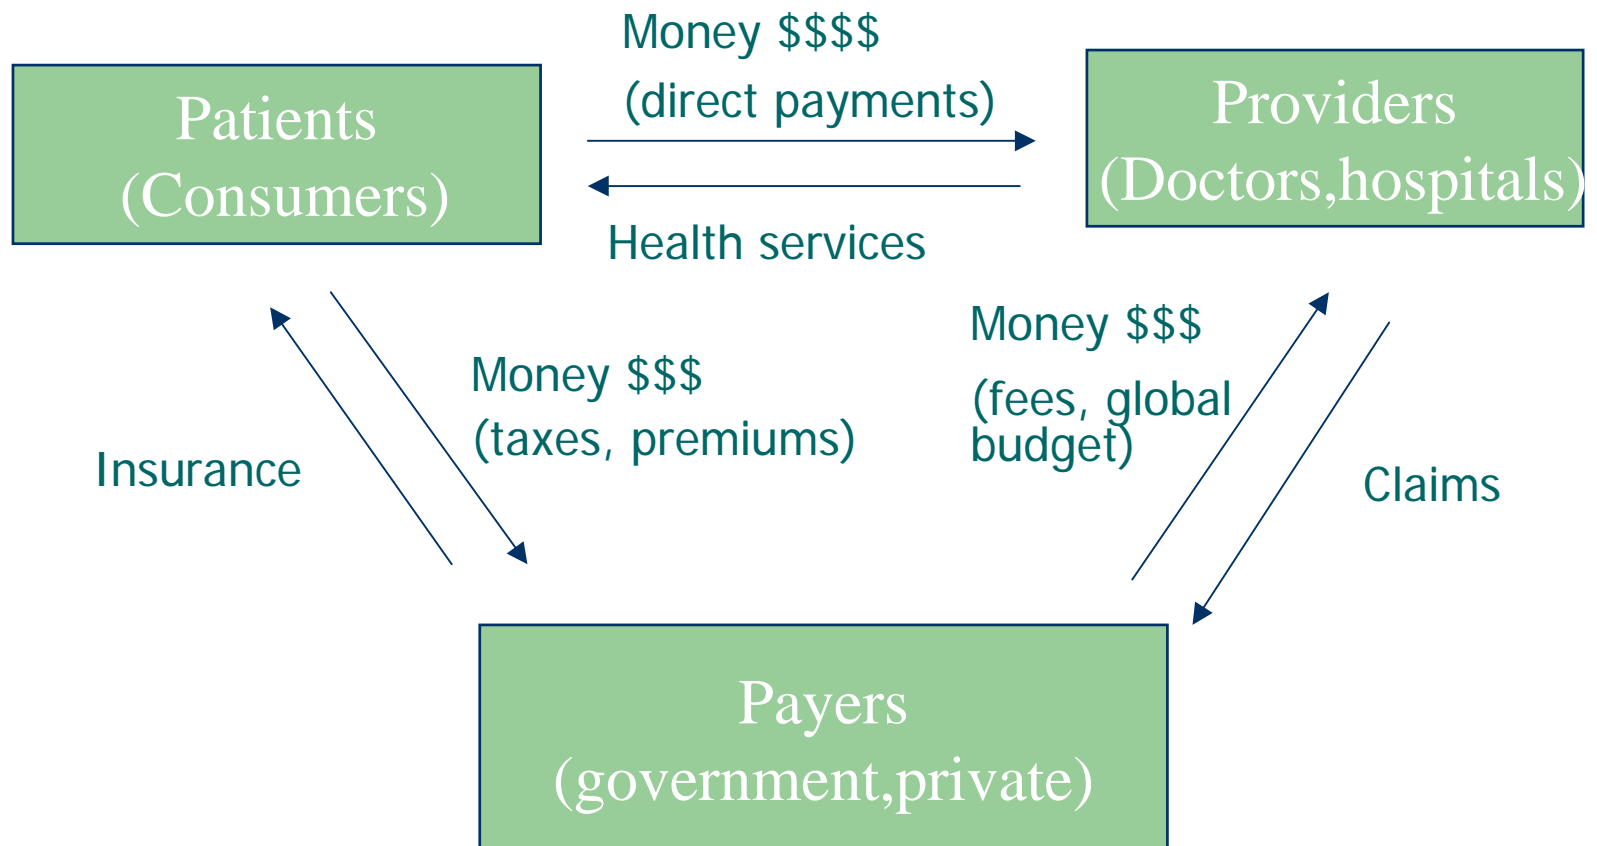 Money $$$$
(direct payments)
Patients
(Consumers)
Providers
(Doctors,hospitals)
Health services
Money $$$
(taxes, premiums)
Money $$$
(fees, global
budget)
Insurance
Claims
Payers
(government,private)